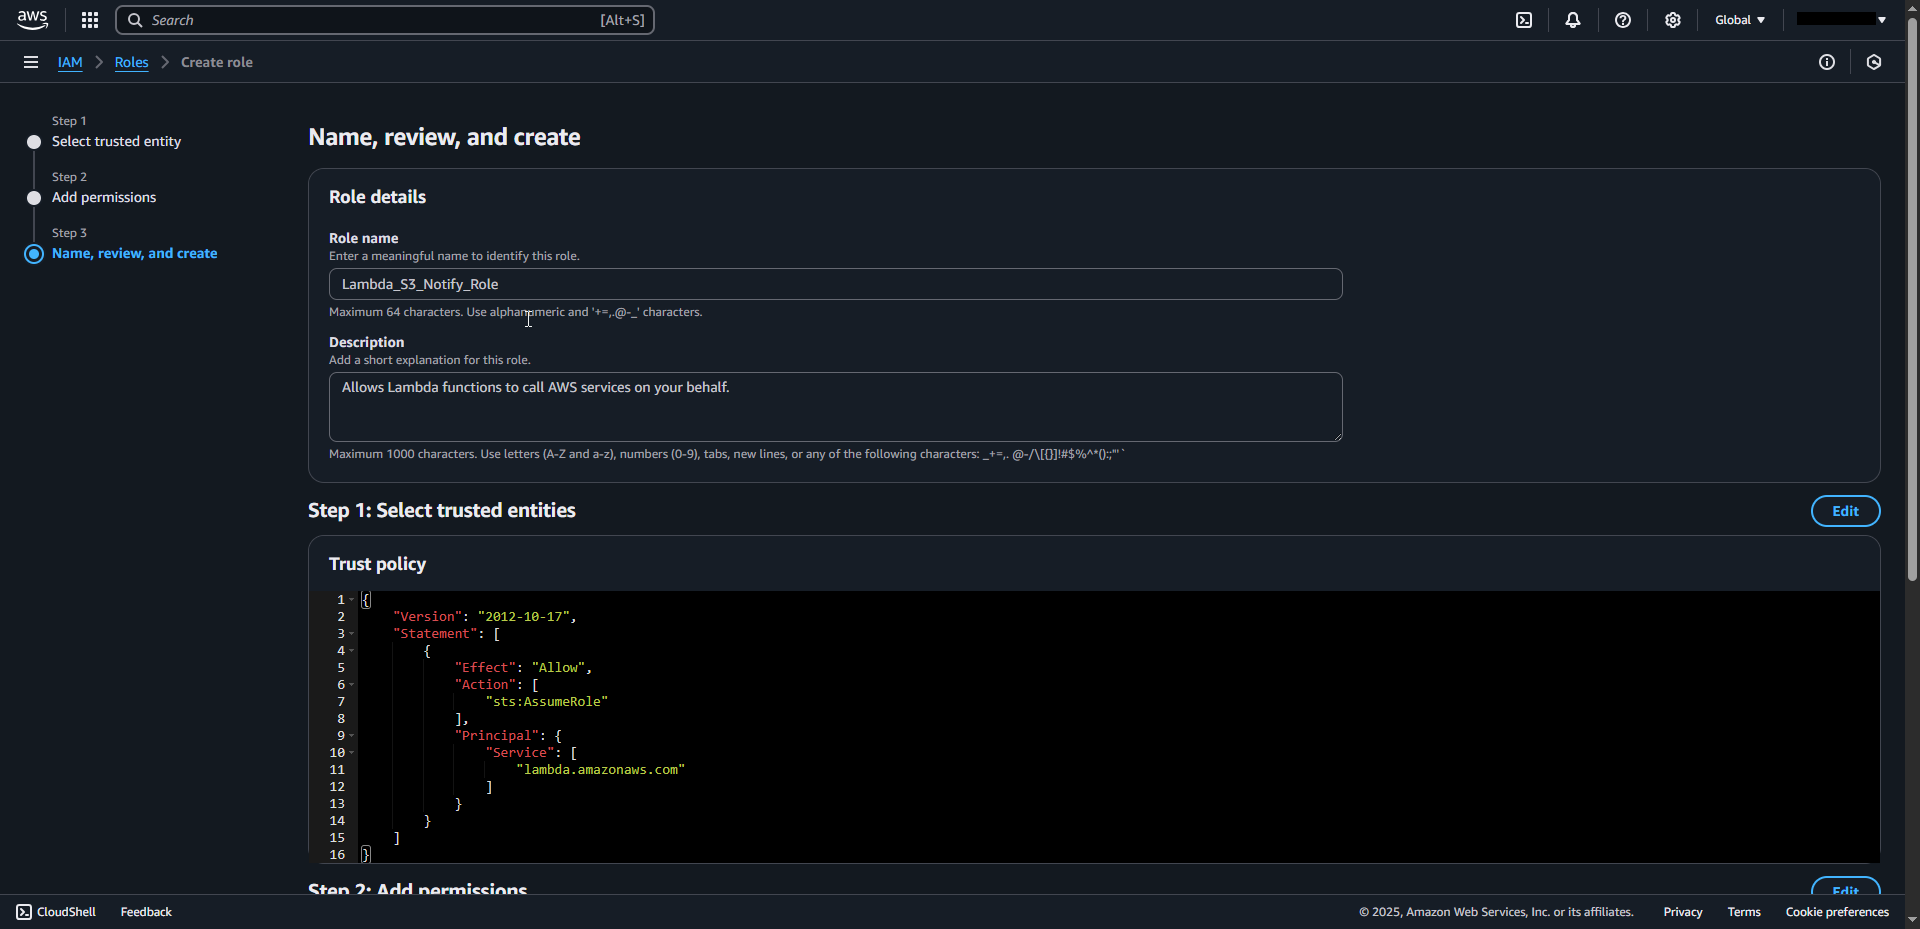 aws
Search [Alt+S]
Global
IAM > Roles > Create role
Step 1
Select trusted entity
Step 2
Add permissions
Step 3
Name, review, and create
Name, review, and create
Role details
Role name
Enter a meaningful name to identify this role.
Lambda_S3_Notify_Role
Maximum 64 characters. Use alphanumeric and '+=,.@-_' characters.
Description
Add a short explanation for this role.
Allows Lambda functions to call AWS services on your behalf.
Maximum 1000 characters. Use letters (A-Z and a-z), numbers (0-9), tabs, new lines, or any of the following characters: _+=,. @-/\[{}]!#$%^*();:"'`
Step 1: Select trusted entities
Edit
Trust policy
1 {
2 "Version": "2012-10-17",
3 "Statement": [
4 {
5 "Effect": "Allow",
6 "Action": [
7 "sts:AssumeRole"
8 ],
9 "Principal": {
10 "Service": [
11 "lambda.amazonaws.com"
12 ]
13 }
14 }
15 ]
16 }
Step 2: Add permissions
Edit
CloudShell Feedback © 2025, Amazon Web Services, Inc. or its affiliates. Privacy Terms Cookie preferences